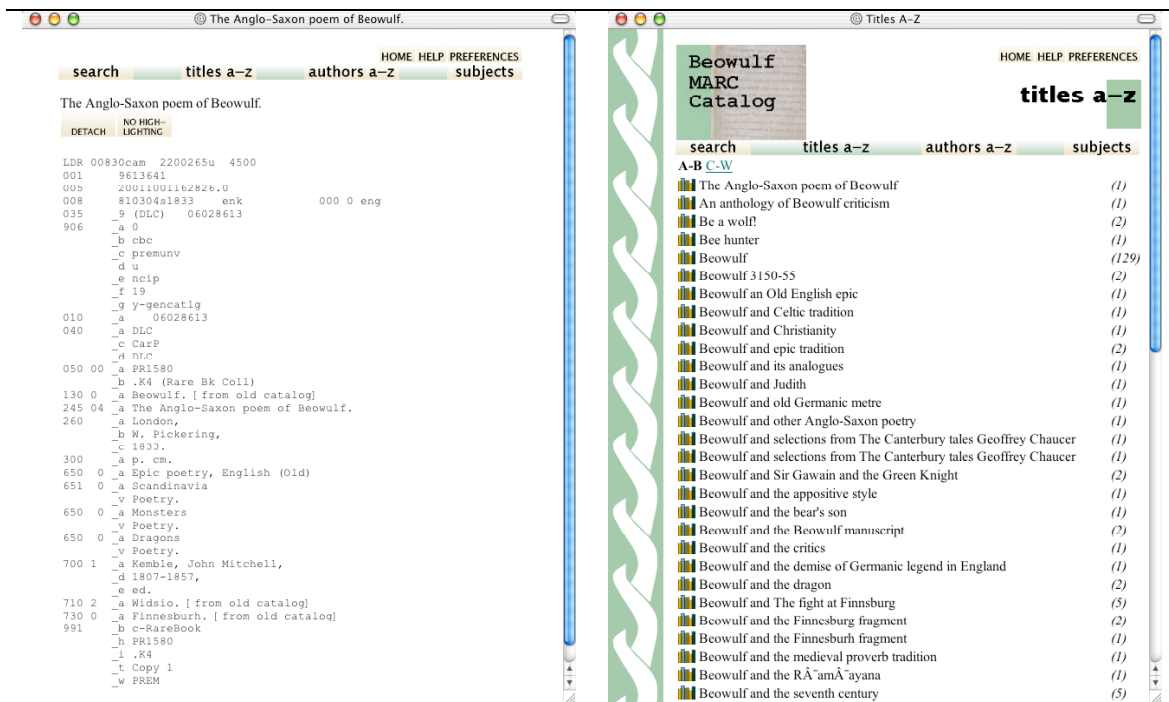 The Anglo-Saxon poem of Beowulf.
HOME HELP PREFERENCES
search titles a–z authors a–z subjects
The Anglo-Saxon poem of Beowulf.
DETACH NO HIGH–
LIGHTING
LDR 00830cam 2200265u 4500
001 9613641
005 20011001162826.0
008 810304s1833 enk 000 0 eng
035 _9 (DLC) 06028613
906 _a 0
_b cbc
_c premunv
_d u
_e ncip
_f 19
_g y-gencatlg
010 _a 06028613
040 _a DLC
_c CarP
_d DLC
050 00 _a PR1580
_b .K4 (Rare Bk Coll)
130 0 _a Beowulf. [from old catalog]
245 04 _a The Anglo-Saxon poem of Beowulf.
260 _a London,
_b W. Pickering,
_c 1833.
300 _a p. cm.
650 0 _a Epic poetry, English (Old)
651 0 _a Scandinavia
_v Poetry.
650 0 _a Monsters
_v Poetry.
650 0 _a Dragons
_v Poetry.
700 1 _a Kemble, John Mitchell,
_d 1807-1857,
_e ed.
710 2 _a Widsio. [from old catalog]
730 0 _a Finnesburh. [from old catalog]
991 _b c-RareBook
_h PR1580
_i .K4
_t Copy 1
_w PREM
Titles A-Z
Beowulf
MARC
Catalog
HOME HELP PREFERENCES
titles a–z
search titles a–z authors a–z subjects
A-B C-W
The Anglo-Saxon poem of Beowulf (1)
An anthology of Beowulf criticism (1)
Be a wolf! (2)
Bee hunter (1)
Beowulf (129)
Beowulf 3150-55 (2)
Beowulf an Old English epic (1)
Beowulf and Celtic tradition (1)
Beowulf and Christianity (1)
Beowulf and epic tradition (2)
Beowulf and its analogues (1)
Beowulf and Judith (1)
Beowulf and old Germanic metre (1)
Beowulf and other Anglo-Saxon poetry (1)
Beowulf and selections from The Canterbury tales Geoffrey Chaucer (1)
Beowulf and selections from The Canterbury tales Geoffrey Chaucer (1)
Beowulf and Sir Gawain and the Green Knight (2)
Beowulf and the appositive style (1)
Beowulf and the bear's son (1)
Beowulf and the Beowulf manuscript (2)
Beowulf and the critics (1)
Beowulf and the demise of Germanic legend in England (1)
Beowulf and the dragon (2)
Beowulf and The fight at Finnsburg (5)
Beowulf and the Finnesburg fragment (2)
Beowulf and the Finnesburh fragment (1)
Beowulf and the medieval proverb tradition (1)
Beowulf and the RÂ¯amÂ¯ayana (1)
Beowulf and the seventh century (5)